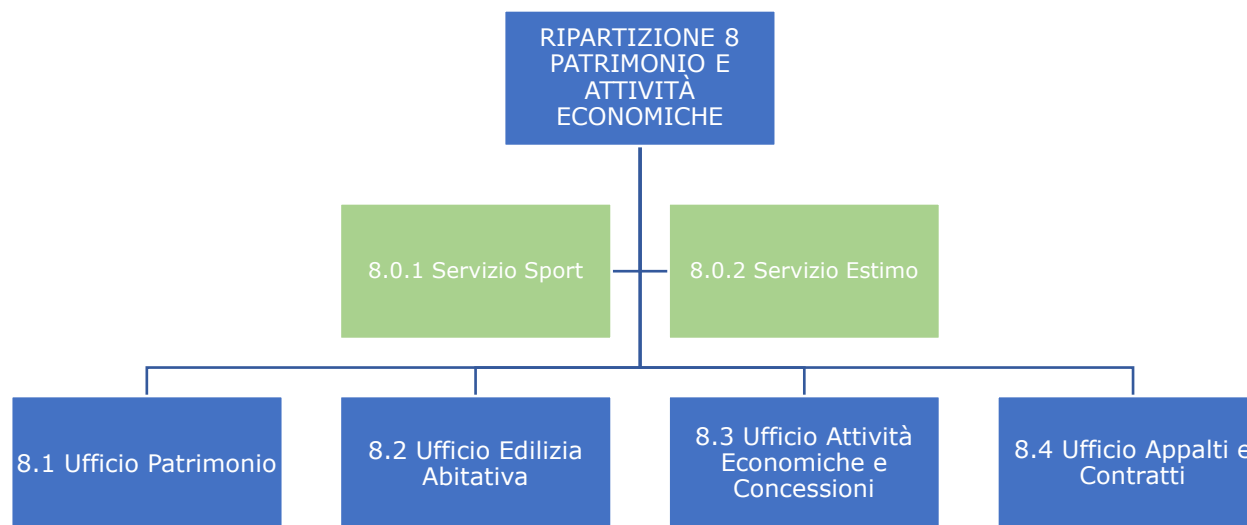 RIPARTIZIONE 8
PATRIMONIO E
ATTIVITÀ
ECONOMICHE
8.0.1 Servizio Sport
8.0.2 Servizio Estimo
8.1 Ufficio Patrimonio
8.2 Ufficio Edilizia
Abitativa
8.3 Ufficio Attività
Economiche e
Concessioni
8.4 Ufficio Appalti e
Contratti